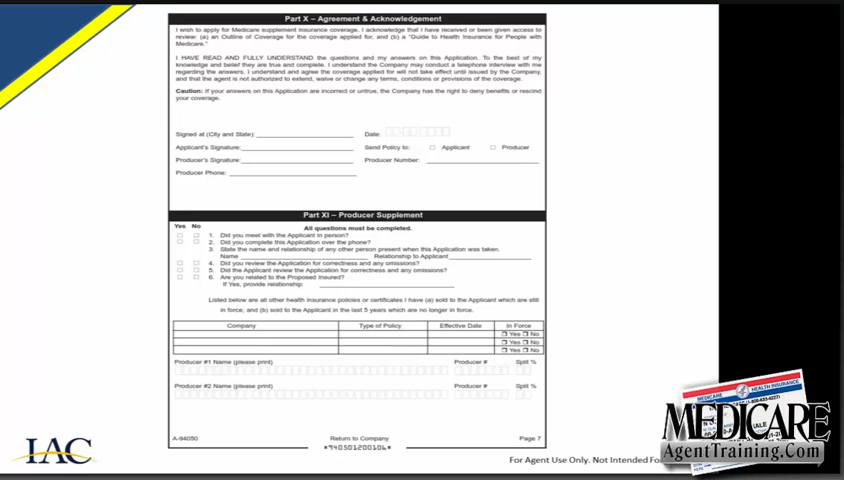 Part X – Agreement & Acknowledgement
I wish to apply for Medicare supplement insurance coverage. I acknowledge that I have received or been given access to
review: (a) an Outline of Coverage for the coverage applied for, and (b) a "Guide to Health Insurance for People with
Medicare."
I HAVE READ AND FULLY UNDERSTAND the questions and my answers on this Application. To the best of my
knowledge and belief they are true and complete. I understand the Company may conduct a telephone interview with me
regarding the answers. I understand and agree the coverage applied for will not take effect until issued by the Company,
and that the agent is not authorized to extend, waive or change any terms, conditions or provisions of the coverage.
Caution: If your answers on this Application are incorrect or untrue, the Company has the right to deny benefits or rescind
your coverage.
Signed at (City and State): Date:
Applicant's Signature: Send Policy to: Applicant Producer
Producer's Signature: Producer Number:
Producer Phone:
Part XI – Producer Supplement
Yes No All questions must be completed.
1. Did you meet with the Applicant in person?
2. Did you complete this Application over the phone?
3. State the name and relationship of any other person present when this Application was taken.
Name Relationship to Applicant
4. Did you review the Application for correctness and any omissions?
5. Did the Applicant review the Application for correctness and any omissions?
6. Are you related to the Proposed Insured?
If Yes, provide relationship:
Listed below are all other health insurance policies or certificates I have (a) sold to the Applicant which are still
in force; and (b) sold to the Applicant in the last 5 years which are no longer in force.
Company Type of Policy Effective Date In Force
Yes No
Yes No
Yes No
Producer #1 Name (please print) Producer # Split %
Producer #2 Name (please print) Producer # Split %
A-94050 Return to Company Page 7
*940501200106*
IAC
For Agent Use Only. Not Intended
MEDICARE HEALTH INSURANCE
MEDICARE
AgentTraining.Com